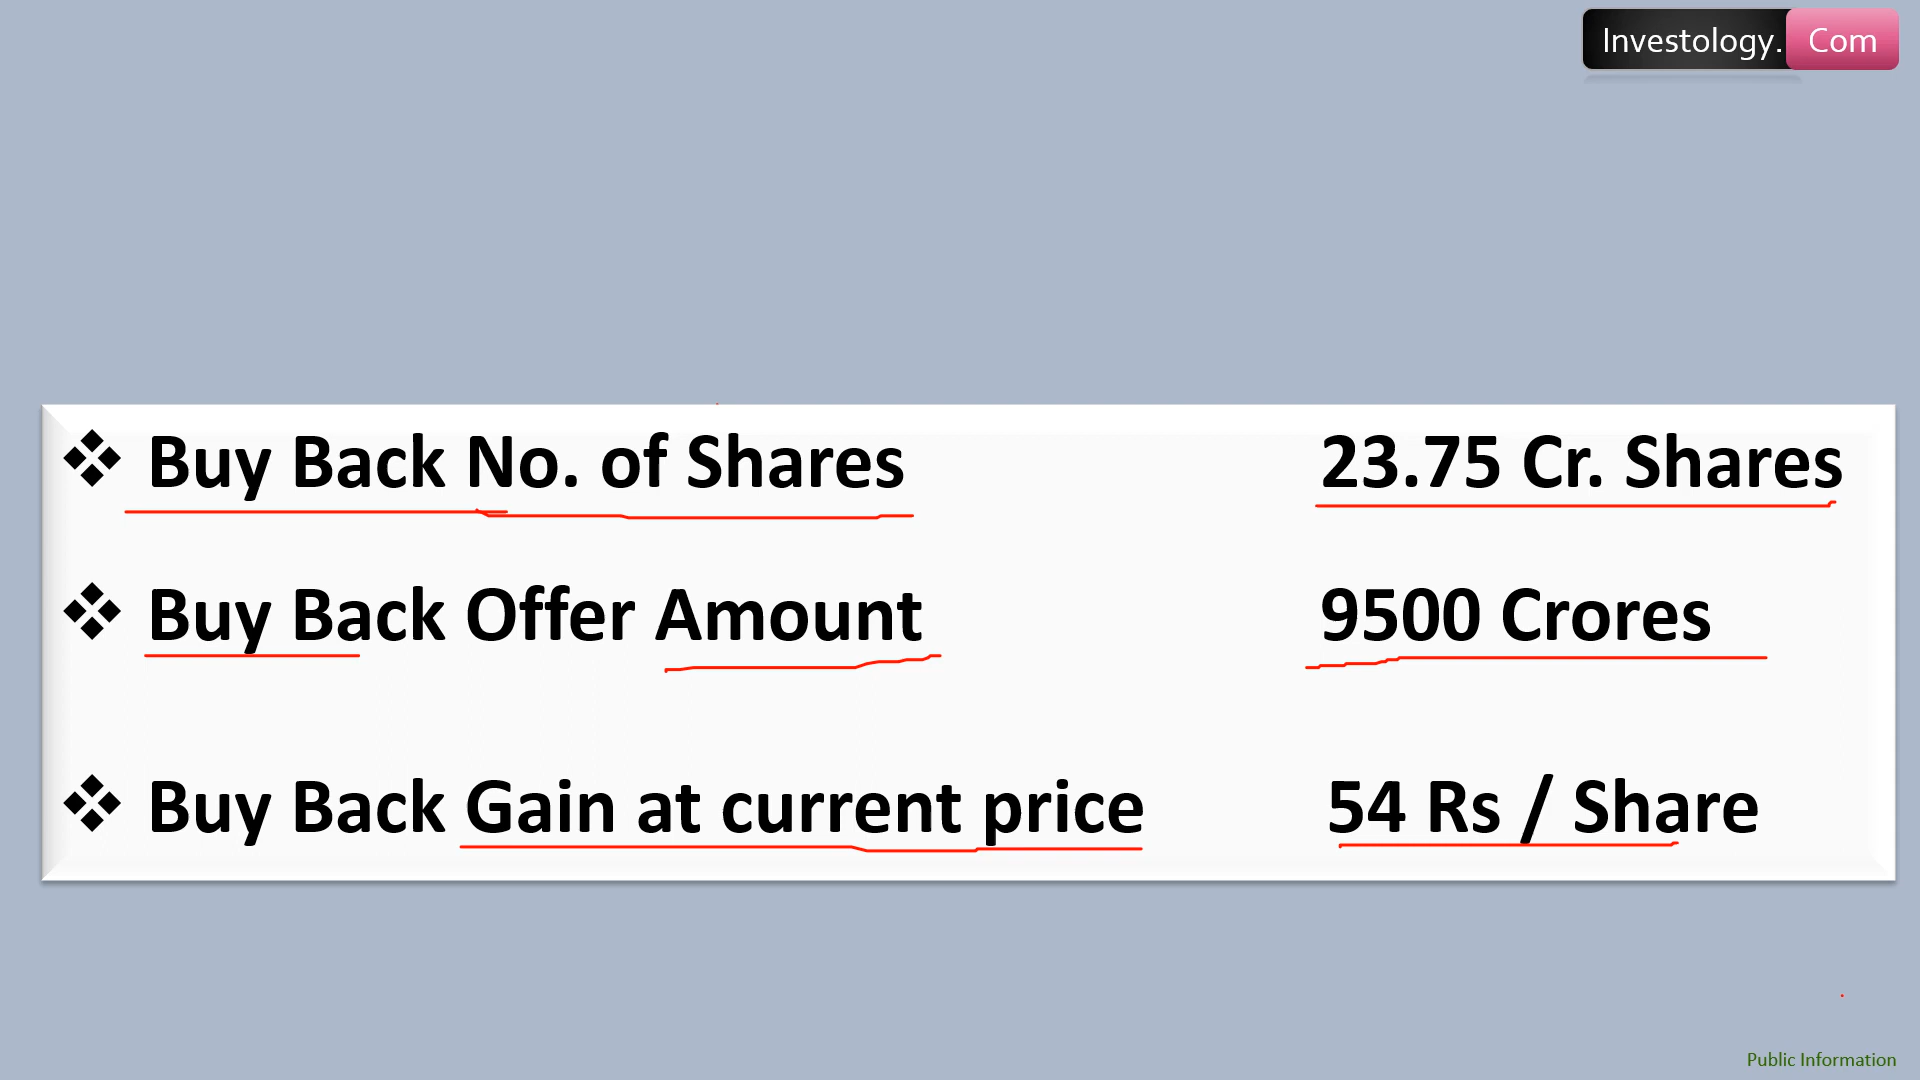 Investology. Com
❖ Buy Back No. of Shares 23.75 Cr. Shares
❖ Buy Back Offer Amount 9500 Crores
❖ Buy Back Gain at current price 54 Rs / Share
Public Information